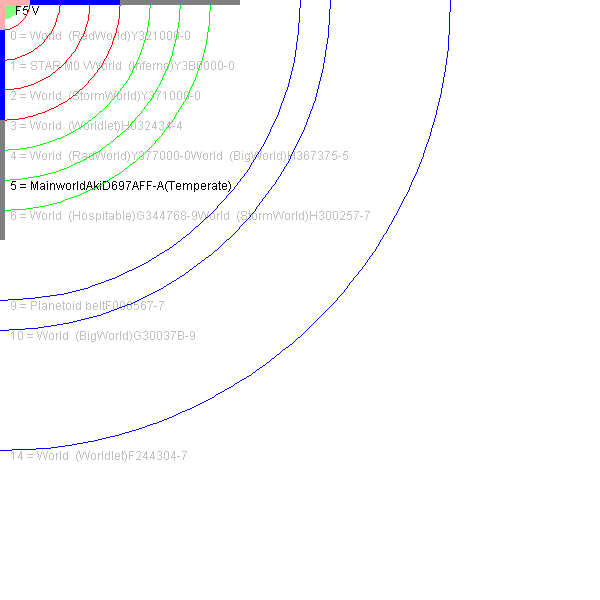 F5 V
0 = World (RadWorld)Y321000-0
1 = STAR M0 VWorld (Inferno)Y3B0000-0
2 = World (StormWorld)Y371000-0
3 = World (Worldlet)H032434-4
4 = World (RadWorld)Y377000-0World (BigWorld)H367375-5
5 = MainworldAkiD697AFF-A(Temperate)
6 = World (Hospitable)G344768-9World (StormWorld)H300257-7
9 = Planetoid beltF000567-7
10 = World (BigWorld)G30037B-9
14 = World (Worldlet)F244304-7